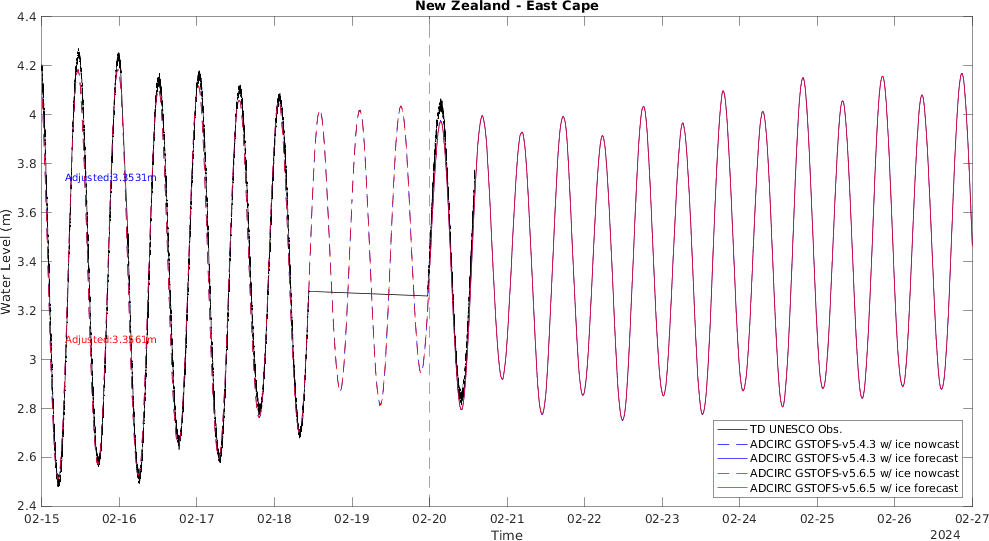 New Zealand - East Cape
4.4
4.2
4
3.8
3.6
3.4
3.2
3
2.8
2.6
2.4
Water Level (m)
Adjusted:3.3531m
Adjusted:3.3561m
TD UNESCO Obs.
ADCIRC GSTOFS-v5.4.3 w/ ice nowcast
ADCIRC GSTOFS-v5.4.3 w/ ice forecast
ADCIRC GSTOFS-v5.6.5 w/ ice nowcast
ADCIRC GSTOFS-v5.6.5 w/ ice forecast
02-15 02-16 02-17 02-18 02-19 02-20 02-21 02-22 02-23 02-24 02-25 02-26 02-27
Time
2024